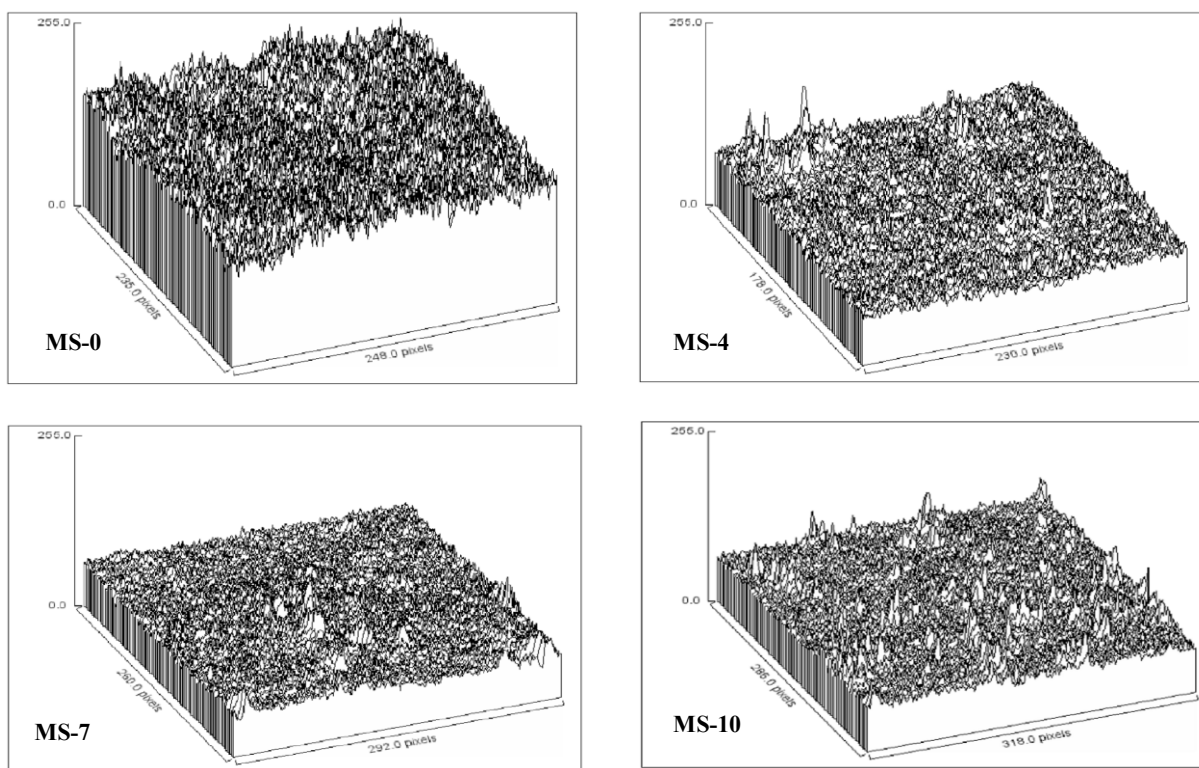 255.0
0.0
235.0 pixels
248.0 pixels
MS-0
255.0
0.0
178.0 pixels
230.0 pixels
MS-4
255.0
0.0
260.0 pixels
292.0 pixels
MS-7
255.0
0.0
286.0 pixels
318.0 pixels
MS-10